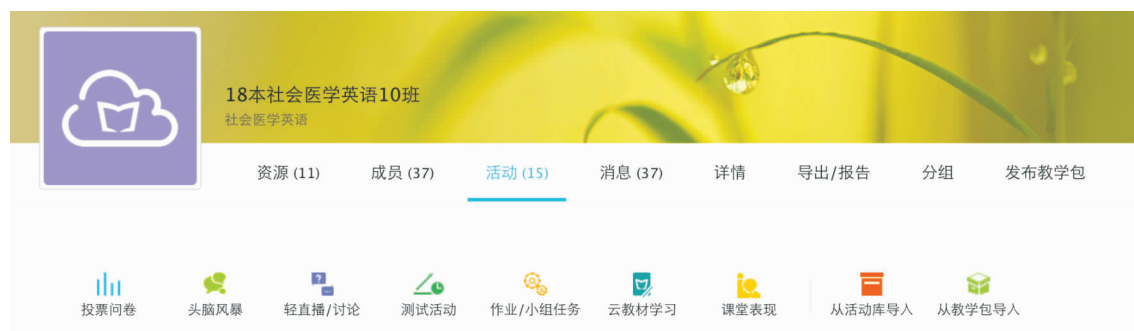 18本社会医学英语10班
社会医学英语
资源 (11) 成员 (37) 活动 (15) 消息 (37) 详情 导出/报告 分组 发布教学包
投票问卷 头脑风暴 轻直播/讨论 测试活动 作业/小组任务 云教材学习 课堂表现 从活动库导入 从教学包导入